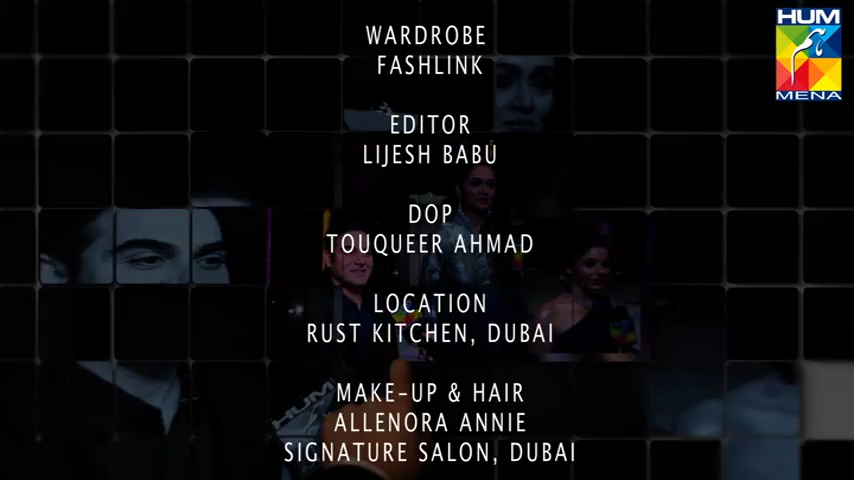 HUM
MENA
WARDROBE
FASHLINK
EDITOR
LIJESH BABU
DOP
TOUQUEER AHMAD
LOCATION
RUST KITCHEN, DUBAI
MAKE-UP & HAIR
ALLENORA ANNIE
SIGNATURE SALON, DUBAI
HUM